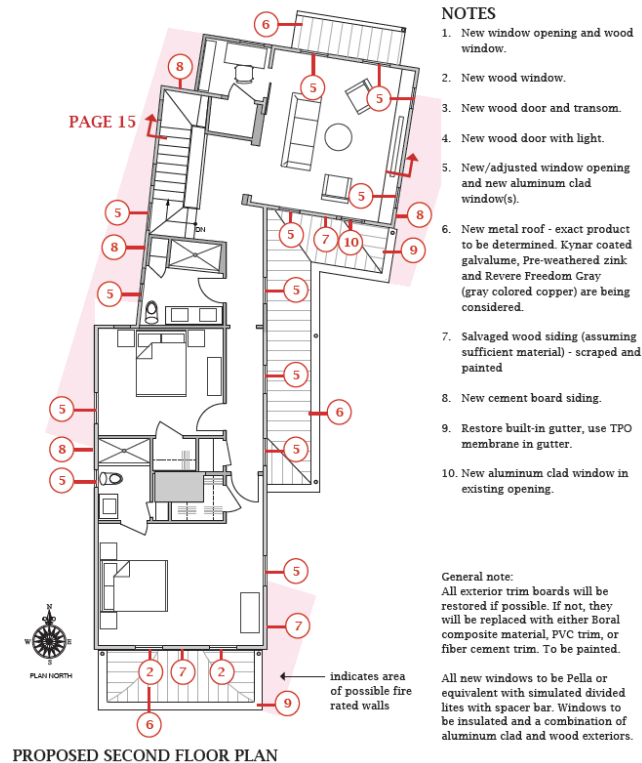 NOTES
1. New window opening and wood
window.
2. New wood window.
3. New wood door and transom.
4. New wood door with light.
5. New/adjusted window opening
and new aluminum clad
window(s).
6. New metal roof - exact product
to be determined. Kynar coated
galvalume, Pre-weathered zink
and Revere Freedom Gray
(gray colored copper) are being
considered.
7. Salvaged wood siding (assuming
sufficient material) - scraped and
painted
8. New cement board siding.
9. Restore built-in gutter, use TPO
membrane in gutter.
10. New aluminum clad window in
existing opening.
General note:
All exterior trim boards will be
restored if possible. If not, they
will be replaced with either Boral
composite material, PVC trim, or
fiber cement trim. To be painted.
All new windows to be Pella or
equivalent with simulated divided
lites with spacer bar. Windows to
be insulated and a combination of
aluminum clad and wood exteriors.
6
8
5
5
PAGE 15
5
5
8
DN
8
5
7
10
9
5
5
5
5
6
8
5
5
5
7
N
W E
S
PLAN NORTH
2
7
2
indicates area
of possible fire
rated walls
9
6
PROPOSED SECOND FLOOR PLAN